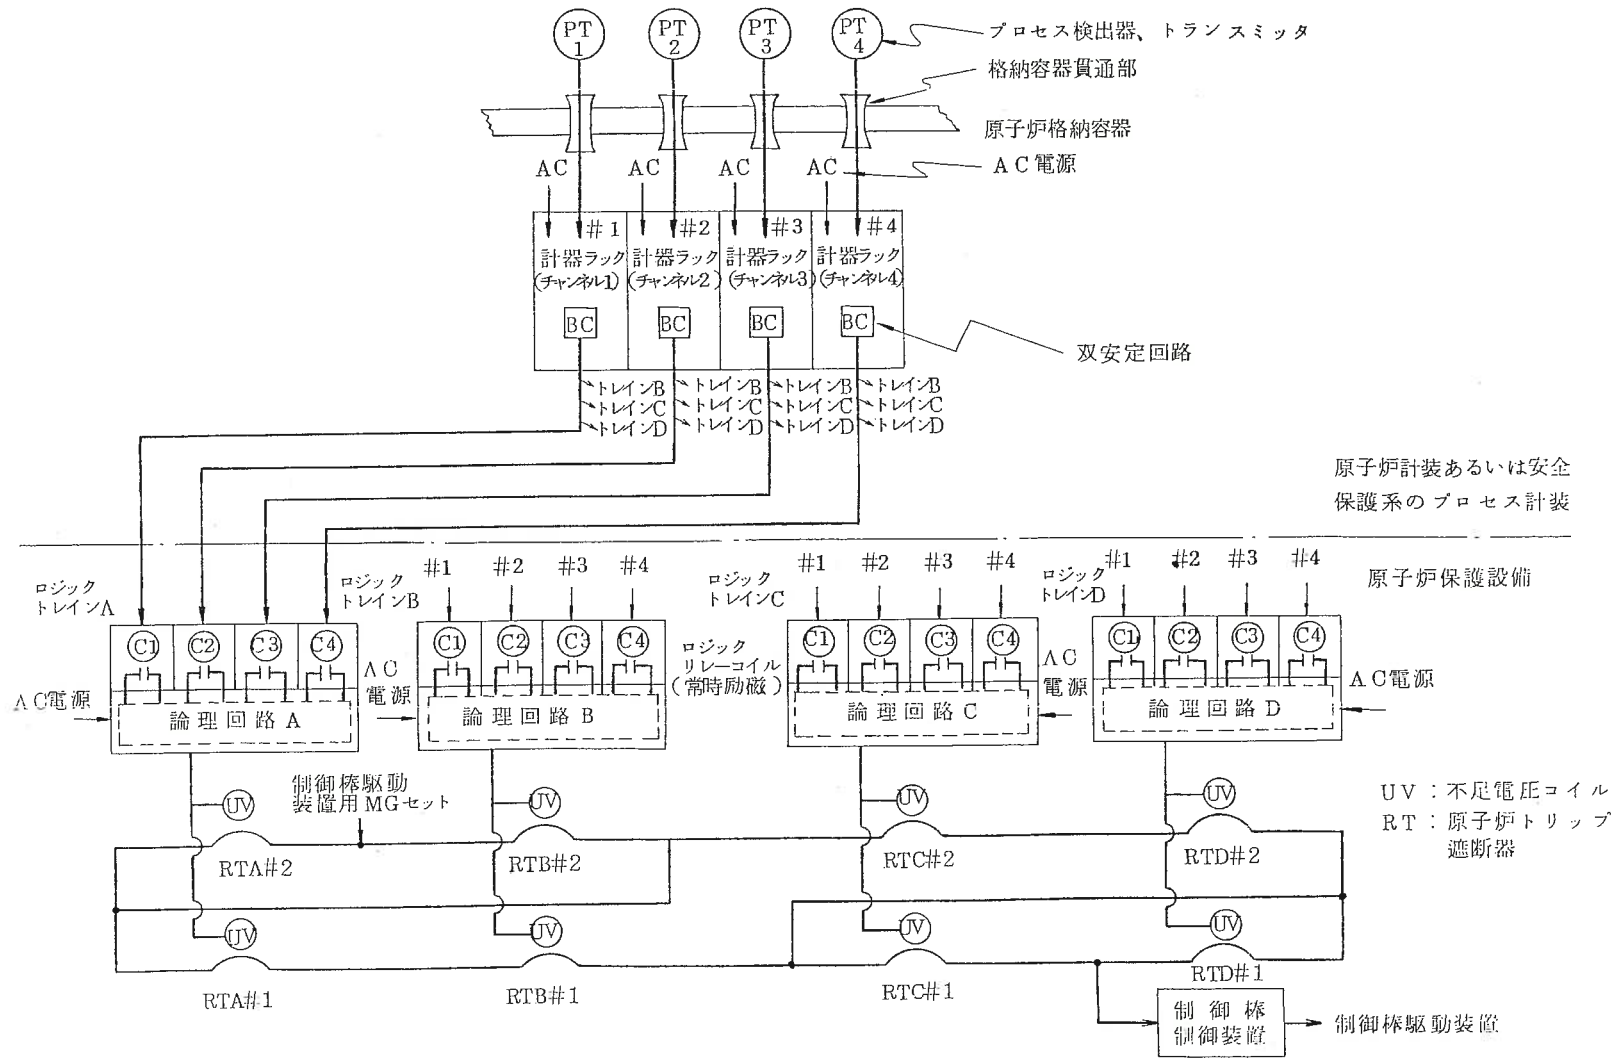 PT 1
PT 2
PT 3
PT 4
プロセス検出器、トランスミッタ
格納容器貫通部
原子炉格納容器
AC
AC
AC
AC
AC電源
#1
#2
#3
#4
計器ラック
(チャンネル1)
計器ラック
(チャンネル2)
計器ラック
(チャンネル3)
計器ラック
(チャンネル4)
BC
BC
BC
BC
双安定回路
トレインB
トレインC
トレインD
トレインB
トレインC
トレインD
トレインB
トレインC
トレインD
トレインB
トレインC
トレインD
原子炉計装あるいは安全
保護系のプロセス計装
原子炉保護設備
ロジック
トレインA
ロジック
トレインB
#1
#2
#3
#4
ロジック
トレインC
#1
#2
#3
#4
ロジック
トレインD
#1
#2
#3
#4
C1
C2
C3
C4
C1
C2
C3
C4
C1
C2
C3
C4
C1
C2
C3
C4
AC電源
AC
電源
ロジック
リレーコイル
(常時励磁)
AC
電源
AC電源
論理回路A
論理回路B
論理回路C
論理回路D
制御棒駆動
装置用MGセット
UV
UV
UV
UV
UV:不足電圧コイル
RT:原子炉トリップ
遮断器
RTA#2
RTB#2
RTC#2
RTD#2
UV
UV
UV
UV
RTA#1
RTB#1
RTC#1
RTD#1
制御棒
制御装置
制御棒駆動装置